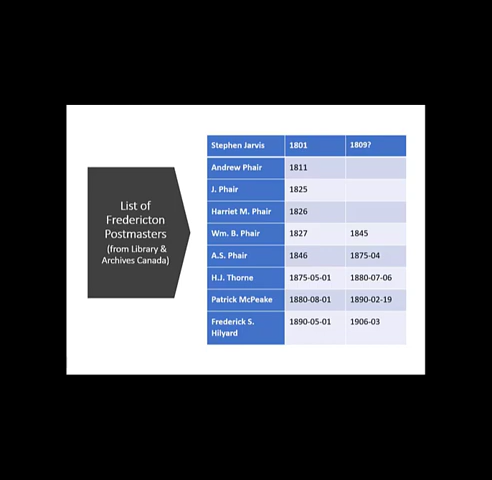 List of
Fredericton
Postmasters
(from Library &
Archives Canada)
Stephen Jarvis 1801 1809?
Andrew Phair 1811
J. Phair 1825
Harriet M. Phair 1826
Wm. B. Phair 1827 1845
A.S. Phair 1846 1875-04
H.J. Thorne 1875-05-01 1880-07-06
Patrick McPeake 1880-08-01 1890-02-19
Frederick S. 1890-05-01 1906-03
Hilyard